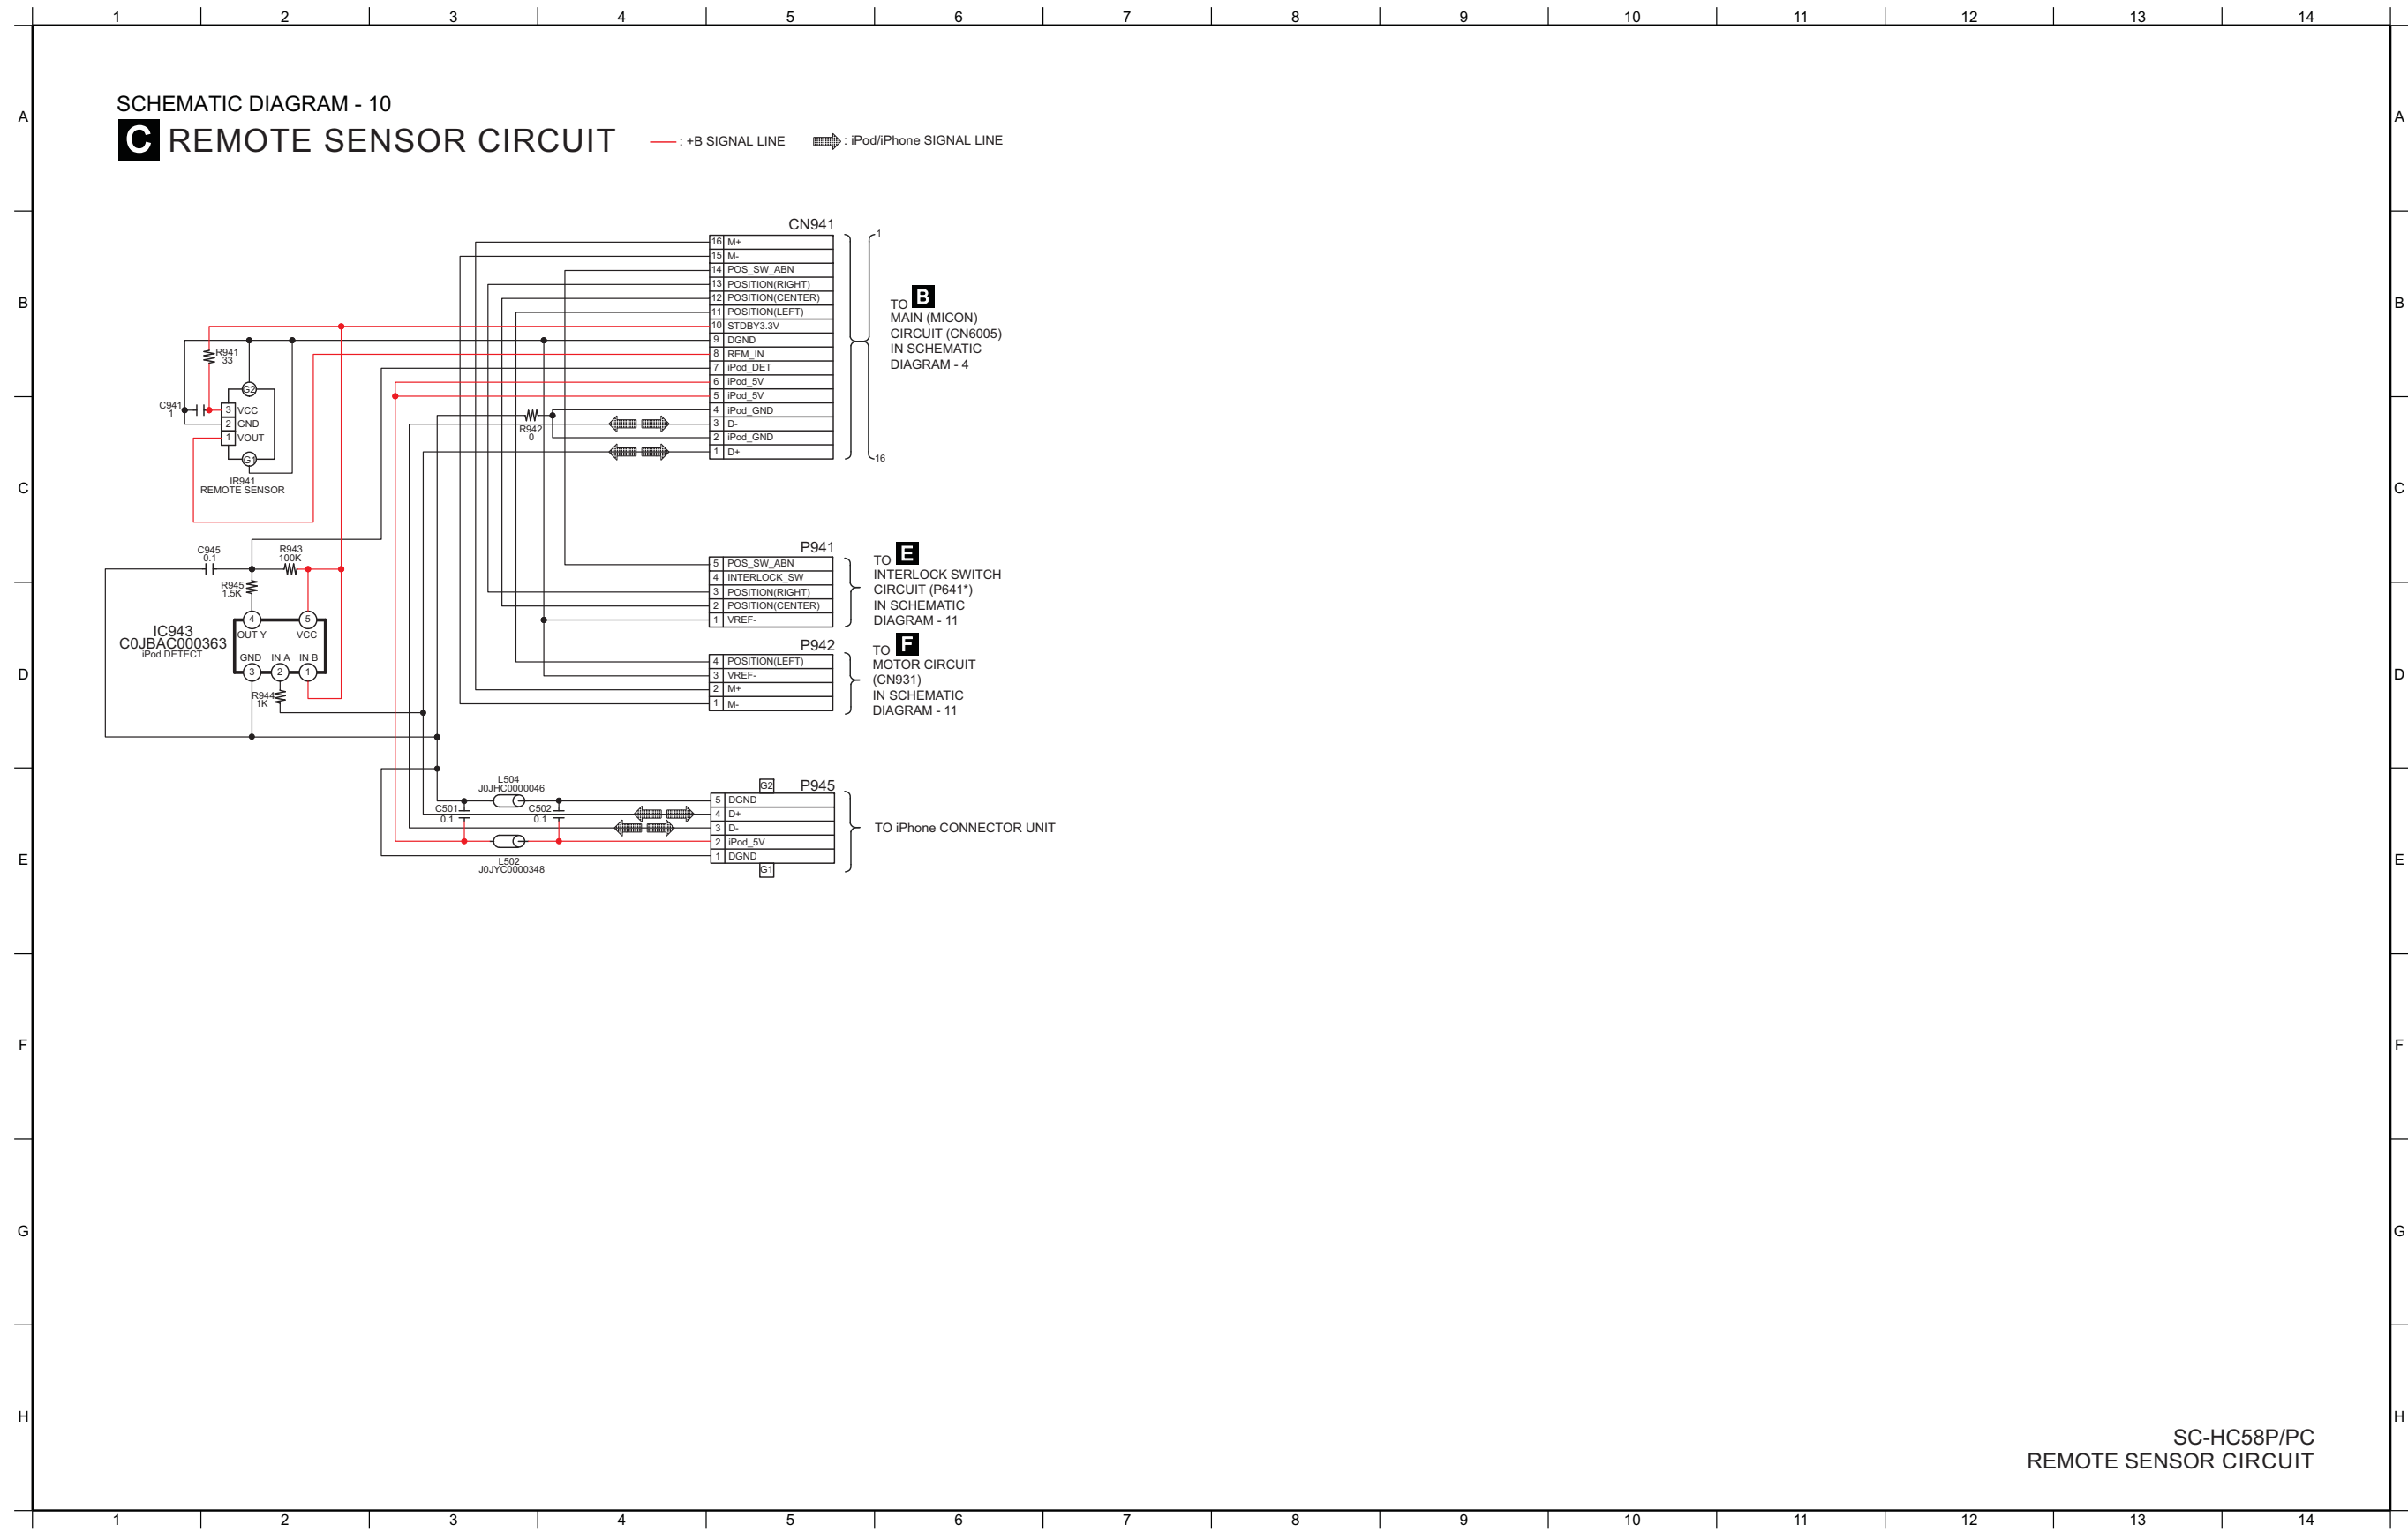 1 2 3 4 5 6 7 8 9 10 11 12 13 14
A
B
C
D
E
F
G
H
SCHEMATIC DIAGRAM - 10
C REMOTE SENSOR CIRCUIT
: +B SIGNAL LINE
: iPod/iPhone SIGNAL LINE
CN941
16 M+
15 M-
14 POS_SW_ABN
13 POSITION(RIGHT)
12 POSITION(CENTER)
11 POSITION(LEFT)
10 STDBY3.3V
9 DGND
8 REM_IN
7 iPod_DET
6 iPod_5V
5 iPod_5V
4 iPod_GND
3 D-
2 iPod_GND
1 D+
1
16
TO B
MAIN (MICON)
CIRCUIT (CN6005)
IN SCHEMATIC
DIAGRAM - 4
R941
33
G2
C941
1
3 VCC
2 GND
1 VOUT
G1
IR941
REMOTE SENSOR
R942
0
C945
0.1
R943
100K
R945
1.5K
IC943
C0JBAC000363
iPod DETECT
4 5
OUT Y VCC
GND IN A IN B
3 2 1
R944
1K
P941
5 POS_SW_ABN
4 INTERLOCK_SW
3 POSITION(RIGHT)
2 POSITION(CENTER)
1 VREF-
TO E
INTERLOCK SWITCH
CIRCUIT (P641*)
IN SCHEMATIC
DIAGRAM - 11
P942
4 POSITION(LEFT)
3 VREF-
2 M+
1 M-
TO F
MOTOR CIRCUIT
(CN931)
IN SCHEMATIC
DIAGRAM - 11
L504
J0JHC0000046
C501
0.1
C502
0.1
L502
J0JYC0000348
G2 P945
5 DGND
4 D+
3 D-
2 iPod_5V
1 DGND
G1
TO iPhone CONNECTOR UNIT
SC-HC58P/PC
REMOTE SENSOR CIRCUIT
A
B
C
D
E
F
G
H
1 2 3 4 5 6 7 8 9 10 11 12 13 14